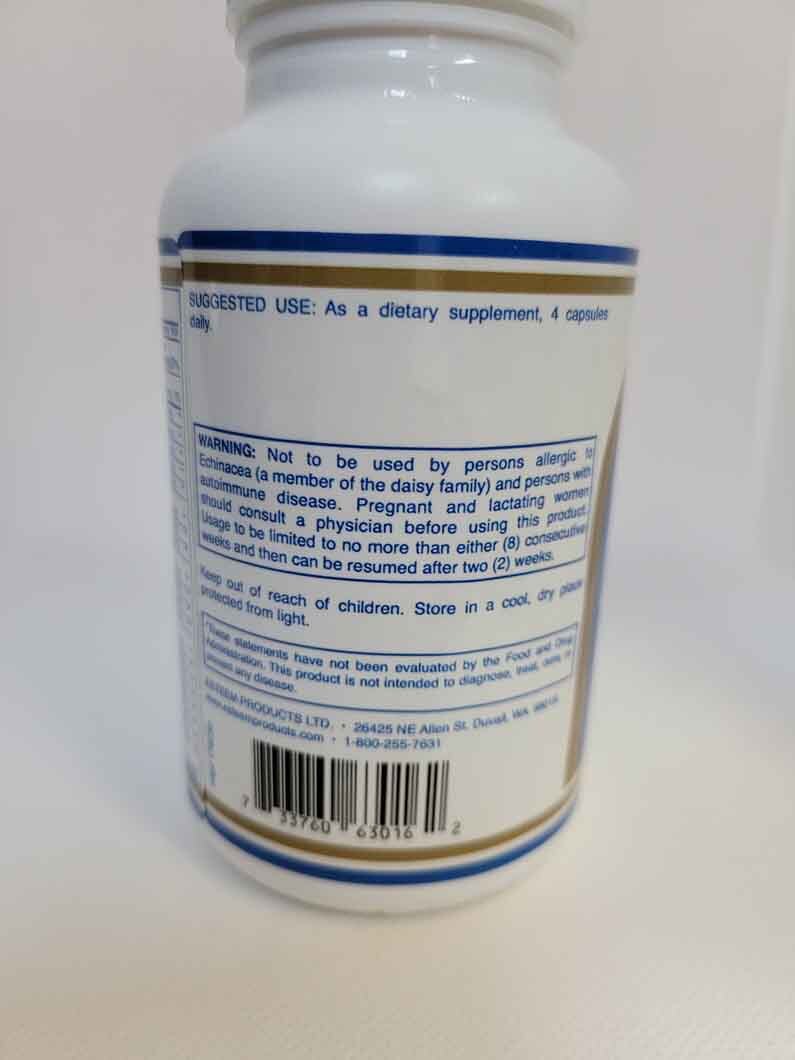 SUGGESTED USE: As a dietary supplement, 4 capsules
daily.
WARNING: Not to be used by persons allergic to
Echinacea (a member of the daisy family) and persons with
autoimmune disease. Pregnant and lactating women
should consult a physician before using this product.
Usage to be limited to no more than either (8) consecutive
weeks and then can be resumed after two (2) weeks.
Keep out of reach of children. Store in a cool, dry place
protected from light.
*These statements have not been evaluated by the Food and Drug
Administration. This product is not intended to diagnose, treat, cure, or
prevent any disease.
ESTEEM PRODUCTS LTD. • 26425 NE Allen St. Duvall, WA
www.esteemproducts.com • 1-800-255-7631
7 33760 63016 2